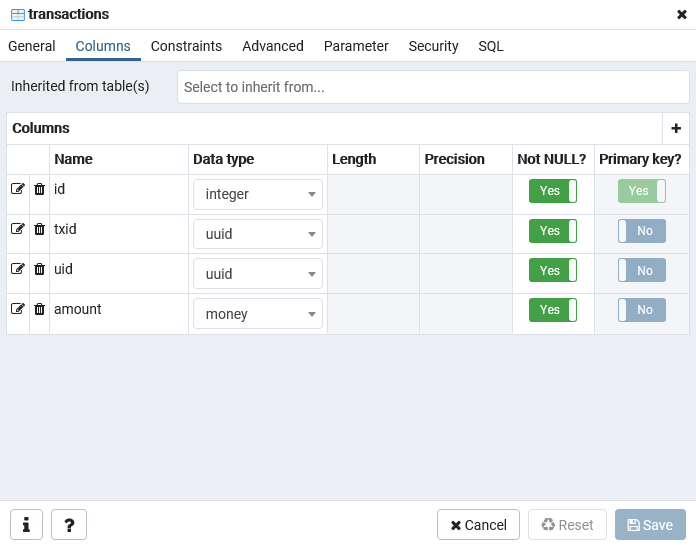 transactions
General Columns Constraints Advanced Parameter Security SQL
Inherited from table(s) Select to inherit from...
Columns
Name Data type Length Precision Not NULL? Primary key?
id integer Yes Yes
txid uuid Yes No
uid uuid Yes No
amount money Yes No
Cancel Reset Save